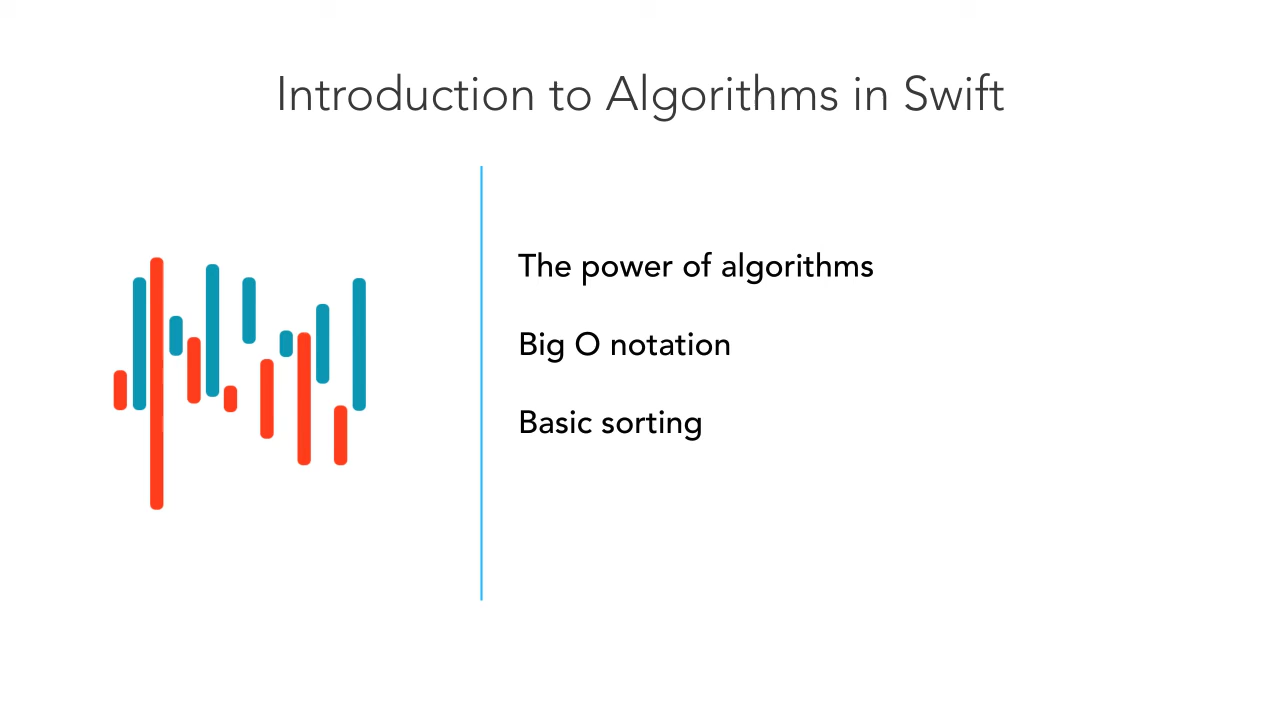 Introduction to Algorithms in Swift
The power of algorithms
Big O notation
Basic sorting